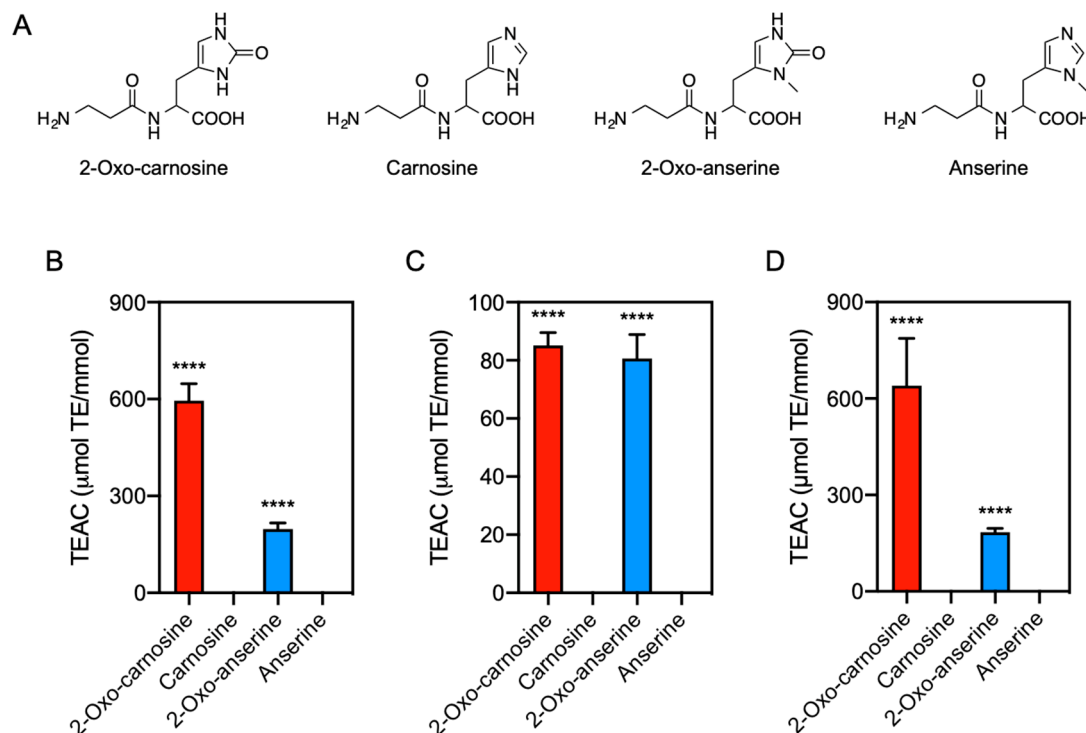 A
H
N
O
N
H
O
H₂N
N
H
COOH
2-Oxo-carnosine
N
N
H
O
H₂N
N
H
COOH
Carnosine
H
N
O
N
O
H₂N
N
H
COOH
2-Oxo-anserine
N
N
O
H₂N
N
H
COOH
Anserine
B
TEAC (μmol TE/mmol)
900
600
300
0
****
****
2-Oxo-carnosine
Carnosine
2-Oxo-anserine
Anserine
C
TEAC (μmol TE/mmol)
100
80
60
40
20
0
****
****
2-Oxo-carnosine
Carnosine
2-Oxo-anserine
Anserine
D
TEAC (μmol TE/mmol)
900
600
300
0
****
****
2-Oxo-carnosine
Carnosine
2-Oxo-anserine
Anserine